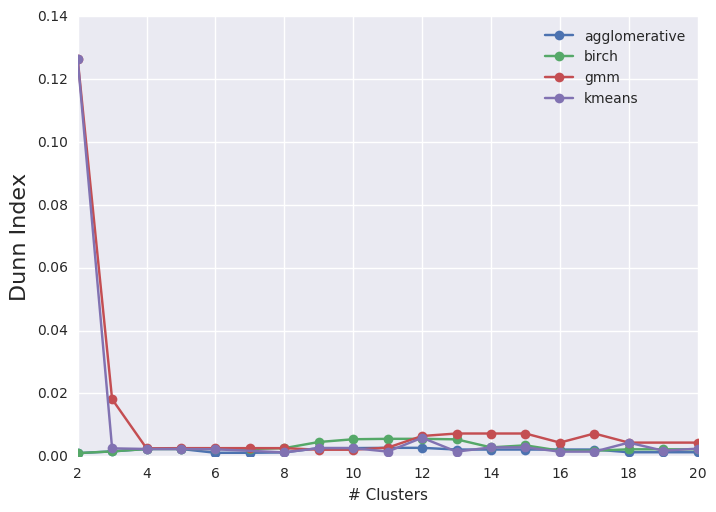 0.14
0.12
0.10
0.08
0.06
0.04
0.02
0.00
Dunn Index
agglomerative
birch
gmm
kmeans
2 4 6 8 10 12 14 16 18 20
# Clusters